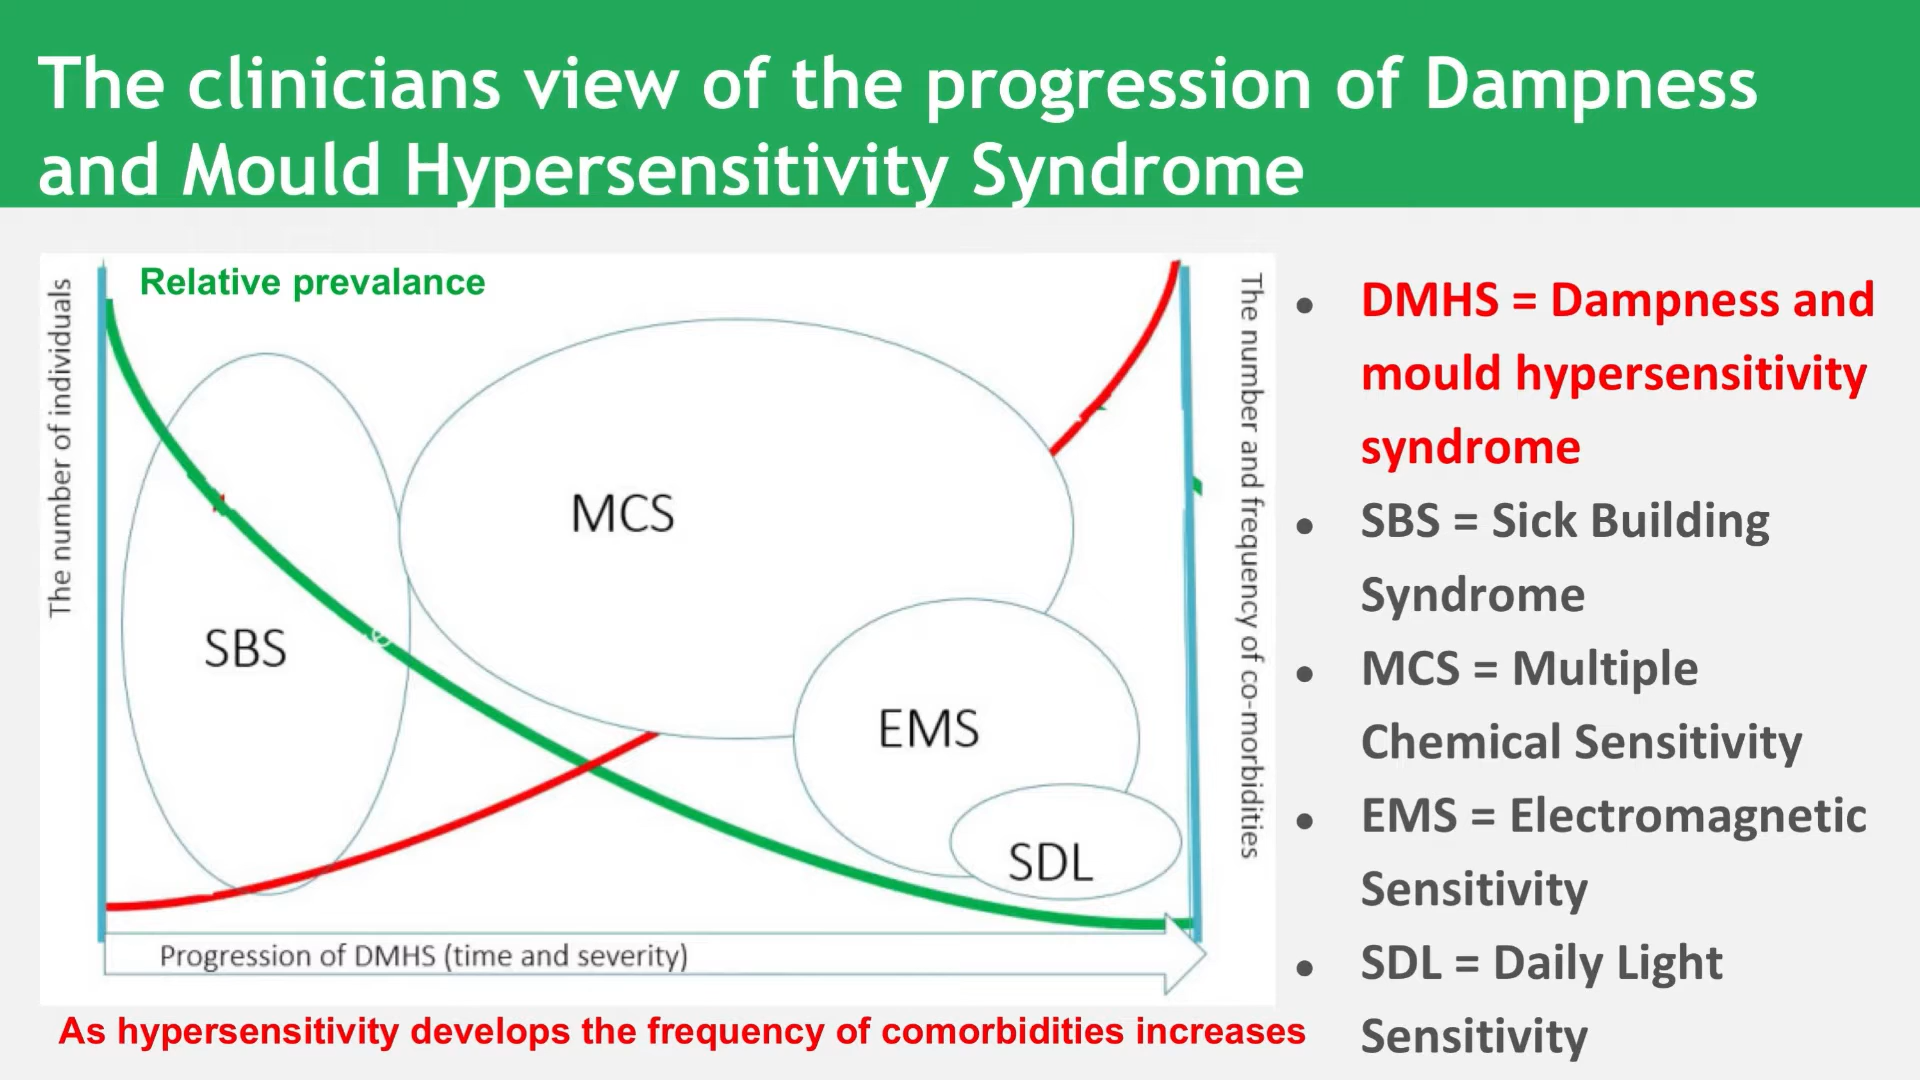 The clinicians view of the progression of Dampness
and Mould Hypersensitivity Syndrome
Relative prevalance
The number of individuals
SBS
MCS
EMS
SDL
The number and frequency of co-morbidities
Progression of DMHS (time and severity)
As hypersensitivity develops the frequency of comorbidities increases
● DMHS = Dampness and
mould hypersensitivity
syndrome
● SBS = Sick Building
Syndrome
● MCS = Multiple
Chemical Sensitivity
● EMS = Electromagnetic
Sensitivity
● SDL = Daily Light
Sensitivity